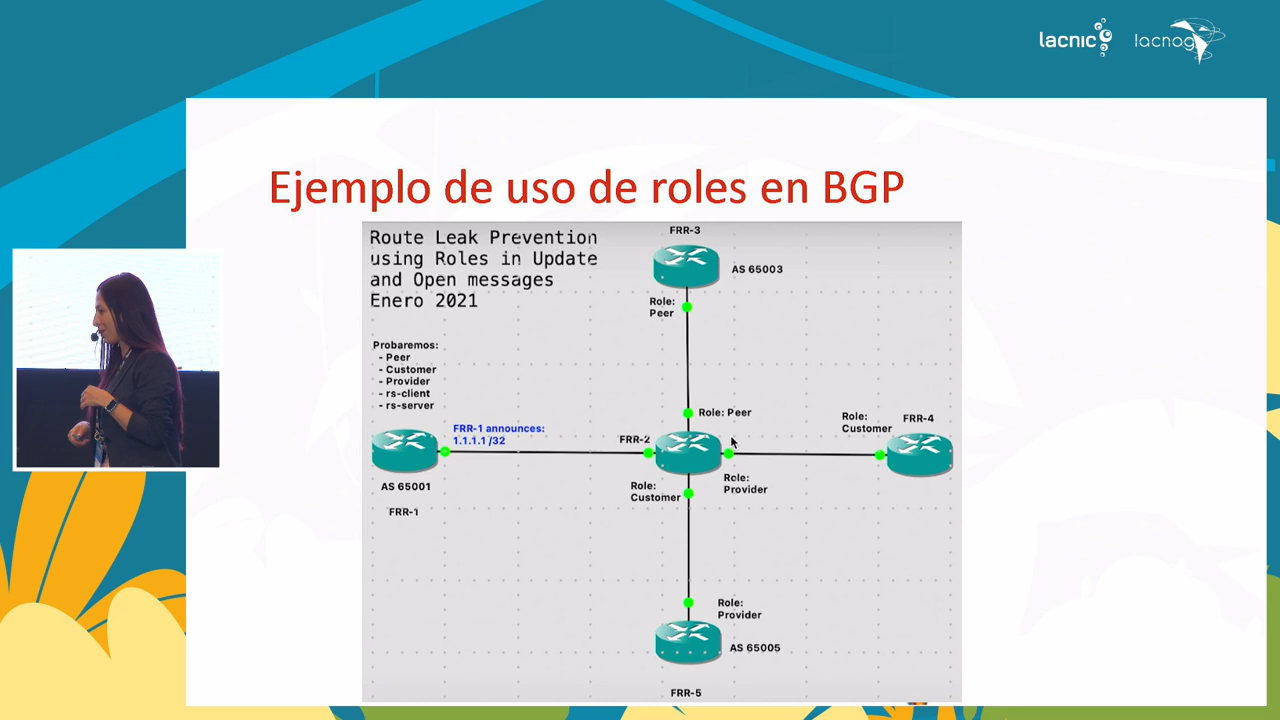 lacnic
lacnog
Ejemplo de uso de roles en BGP
Route Leak Prevention
using Roles in Update
and Open messages
Enero 2021
FRR-3
AS 65003
Role:
Peer
Probaremos:
- Peer
- Customer
- Provider
- rs-client
- rs-server
FRR-1 announces:
1.1.1.1 /32
AS 65001
FRR-1
FRR-2
Role: Peer
Role:
Customer
FRR-4
Role:
Customer
Role:
Provider
Role:
Provider
AS 65005
FRR-5